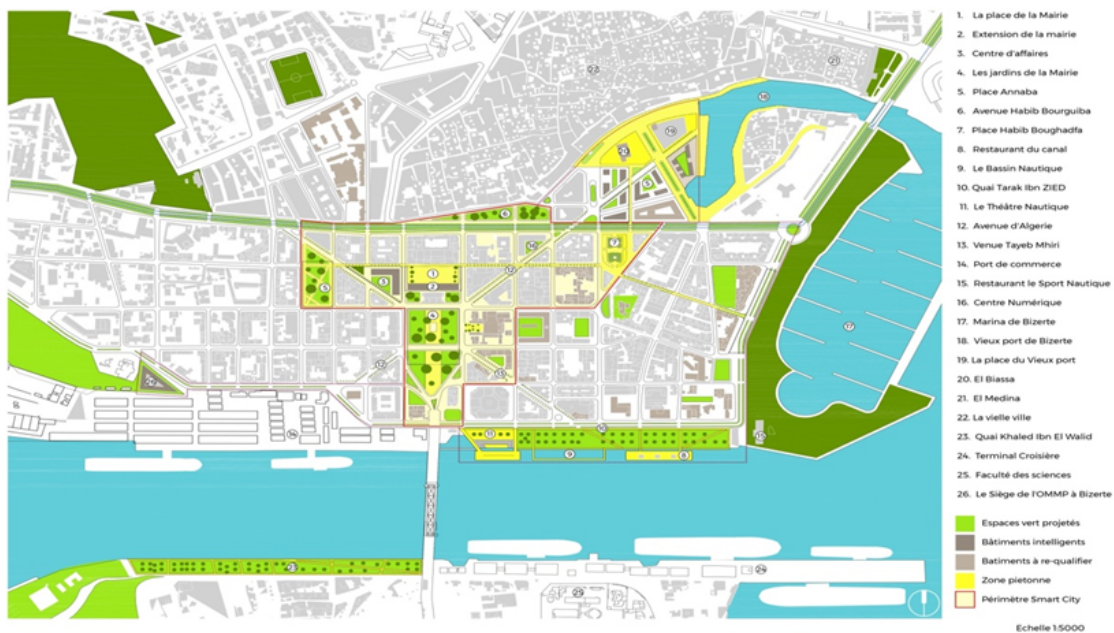 1. La place de la Mairie
2. Extension de la mairie
3. Centre d'affaires
4. Les jardins de la Mairie
5. Place Annaba
6. Avenue Habib Bourguiba
7. Place Habib Boughadfa
8. Restaurant du canal
9. Le Bassin Nautique
10. Quai Tarak Ibn ZIED
11. Le Théâtre Nautique
12. Avenue d'Algerie
13. Venue Tayeb Mhiri
14. Port de commerce
15. Restaurant le Sport Nautique
16. Centre Numérique
17. Marina de Bizerte
18. Vieux port de Bizerte
19. La place du Vieux port
20. El Biassa
21. El Medina
22. La vielle ville
23. Quai Khaled Ibn El Walid
24. Terminal Croisière
25. Faculté des sciences
26. Le Siège de l'OMMP à Bizerte
Espaces vert projetés
Bâtiments intelligents
Batiments à re-qualifier
Zone pietonne
Périmètre Smart City
Echelle 1:5000